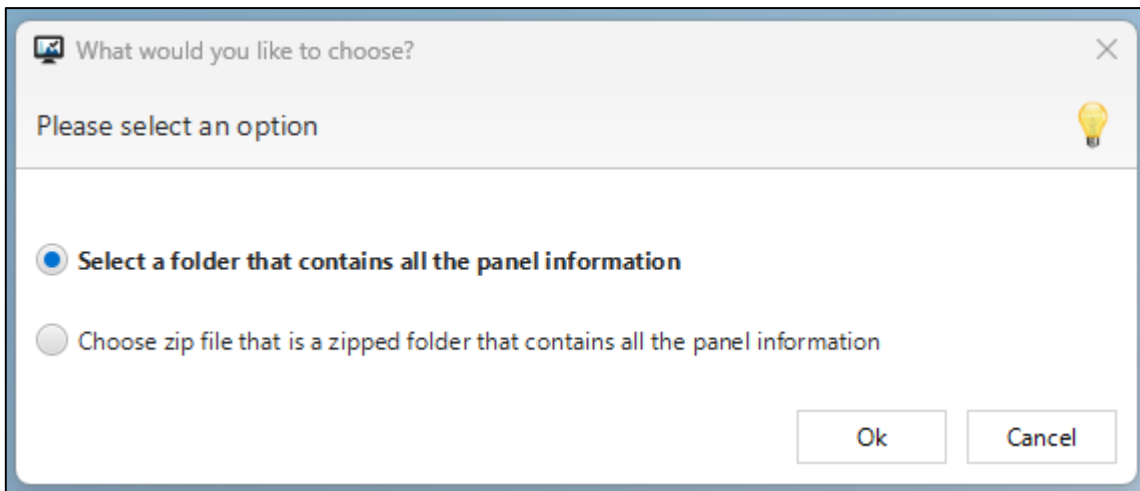 What would you like to choose?
Please select an option
Select a folder that contains all the panel information
Choose zip file that is a zipped folder that contains all the panel information
Ok
Cancel